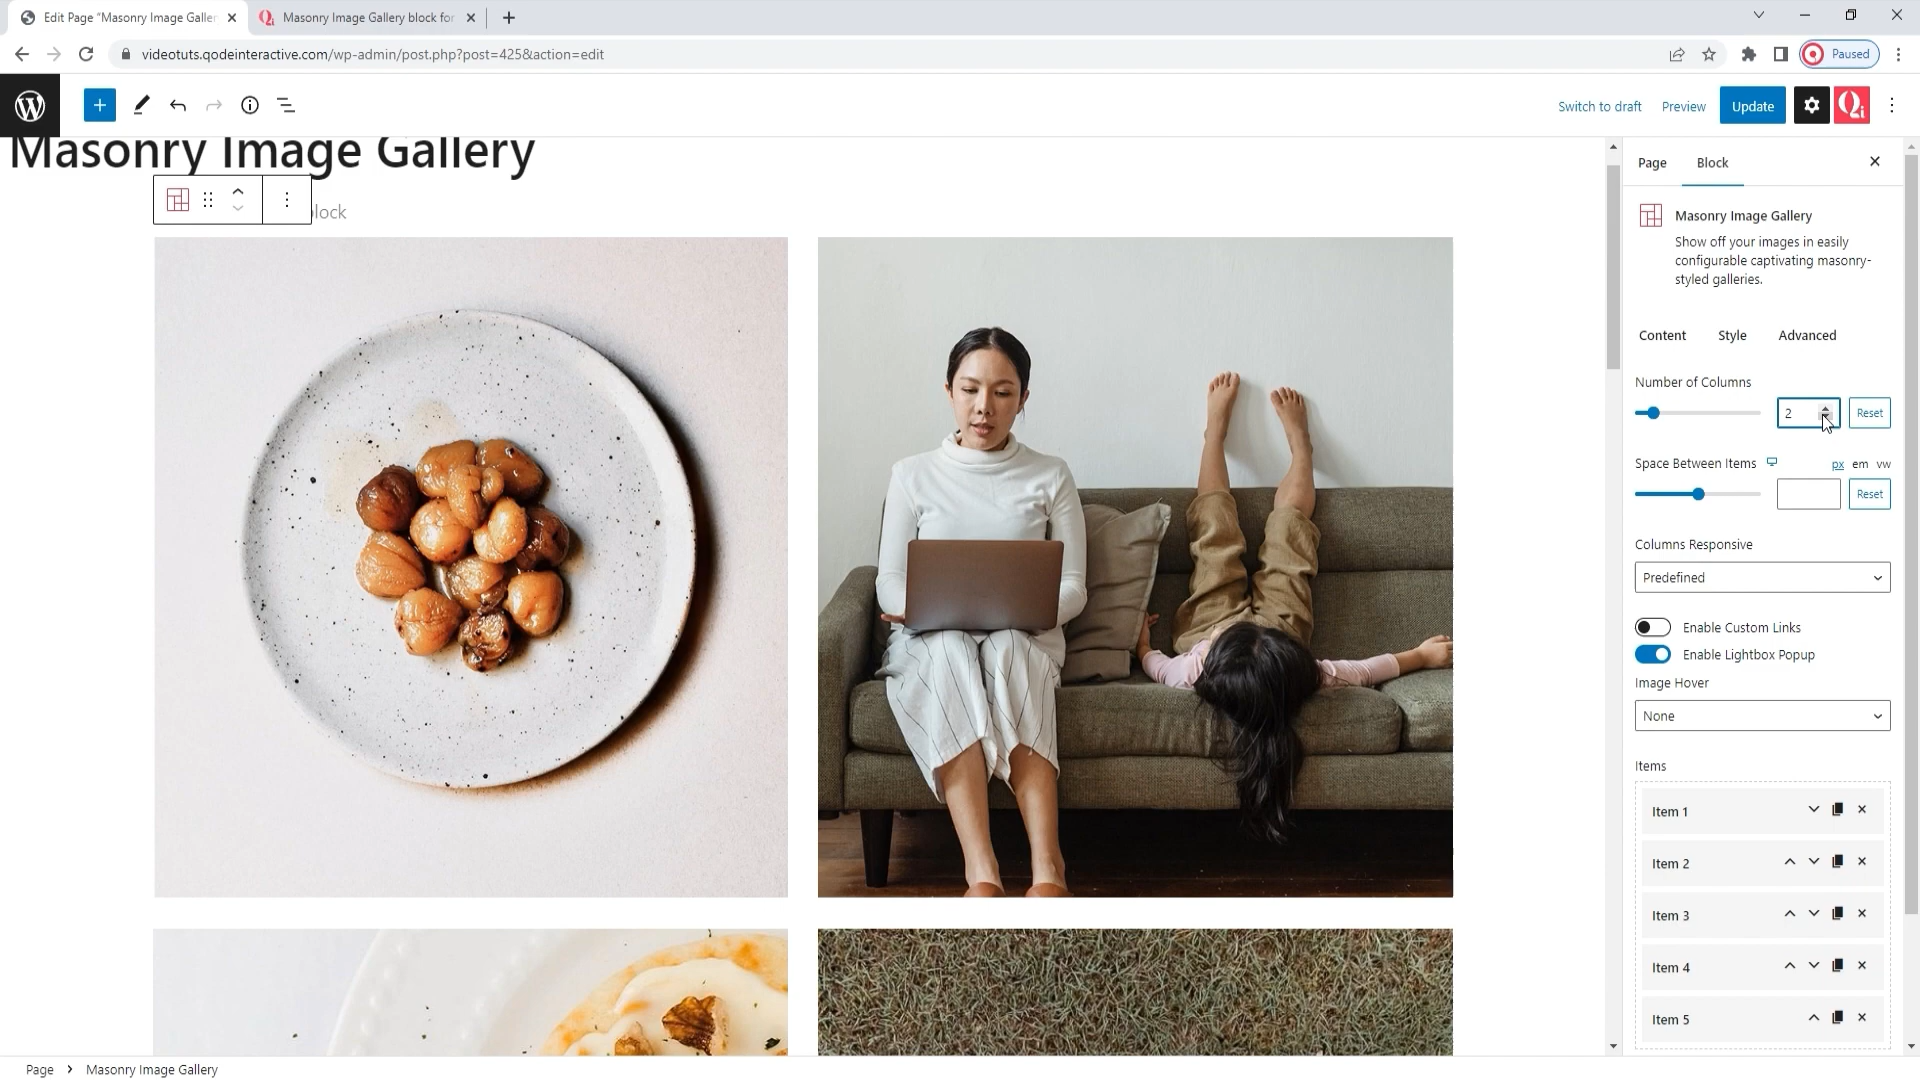 Edit Page "Masonry Image Galler
Masonry Image Gallery block for
videotuts.qodeinteractive.com/wp-admin/post.php?post=425&action=edit
Paused
Switch to draft
Preview
Update
Masonry Image Gallery
block
Page
Block
Masonry Image Gallery
Show off your images in easily
configurable captivating masonry-
styled galleries.
Content
Style
Advanced
Number of Columns
2
Reset
Space Between Items
px
em
vw
Reset
Columns Responsive
Predefined
Enable Custom Links
Enable Lightbox Popup
Image Hover
None
Items
Item 1
Item 2
Item 3
Item 4
Item 5
Page
Masonry Image Gallery